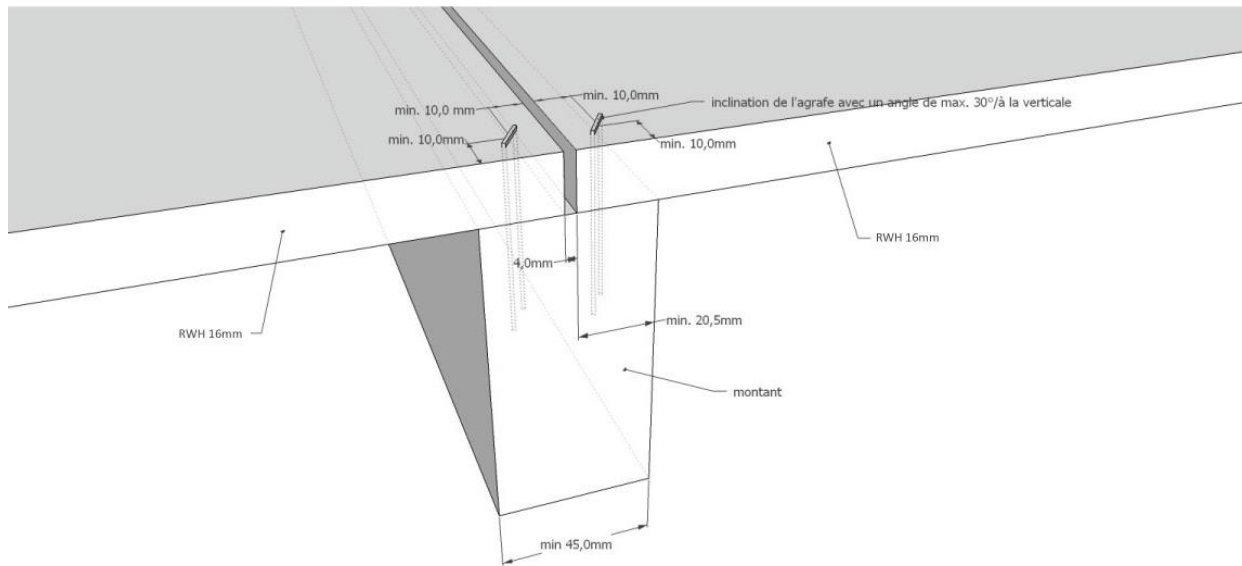 min. 10,0mm
min. 10,0 mm
inclination de l'agrafe avec un angle de max. 30°/à la verticale
min. 10,0mm
min. 10,0mm
RWH 16mm
4,0mm
min. 20,5mm
RWH 16mm
montant
min 45,0mm